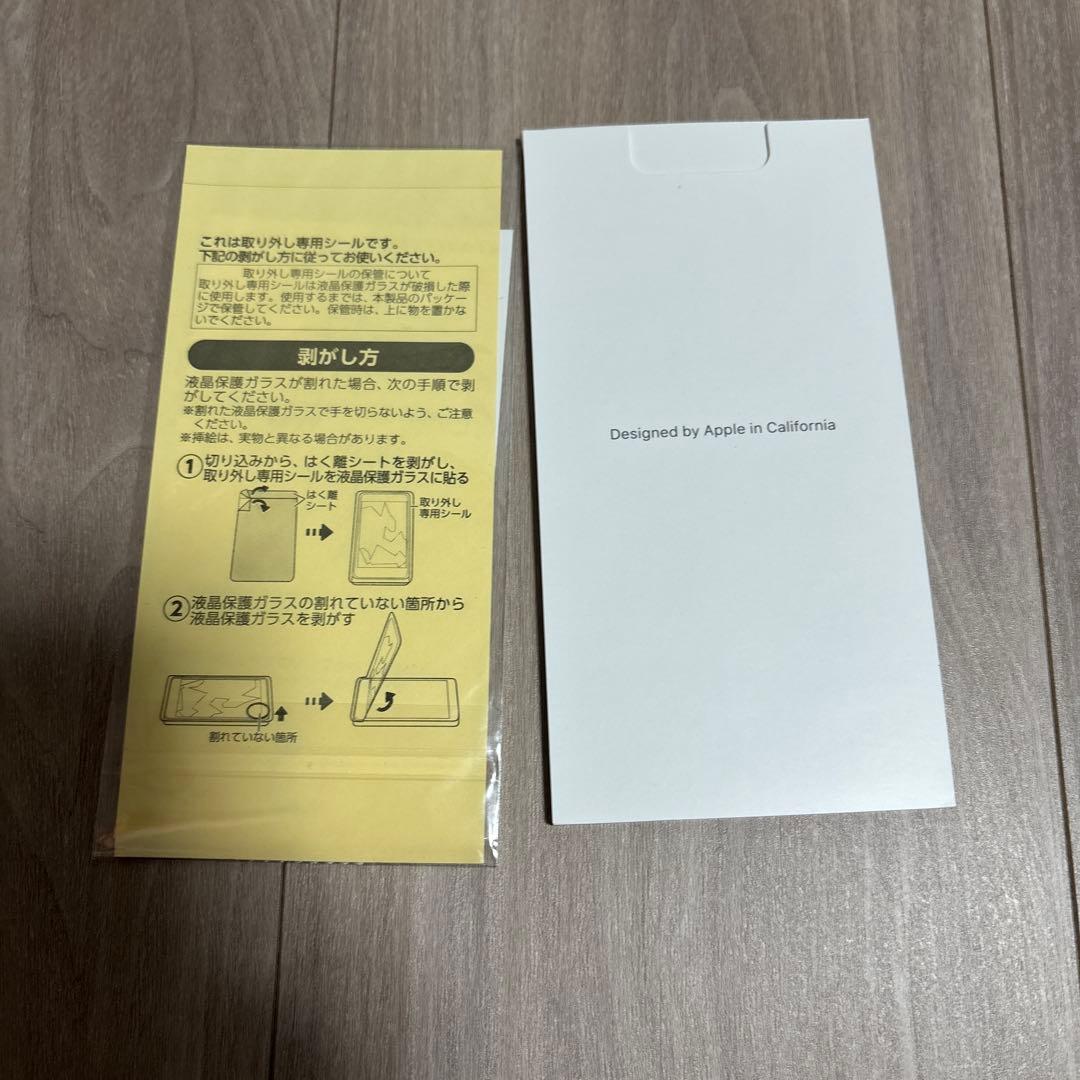 これは取り外し専用シールです。
下記の剥がし方に従ってお使いください。
取り外し専用シールの保管について
取り外し専用シールは液晶保護ガラスが破損した際
に使用します。使用するまでは、本製品のパッケー
ジで保管してください。保管時は、上に物を置かな
いでください。
剥がし方
液晶保護ガラスが割れた場合、次の手順で剥
がしてください。
※割れた液晶保護ガラスで手を切らないよう、ご注意
ください。
※挿絵は、実物と異なる場合があります。
①切り込みから、はく離シートを剥がし、
取り外し専用シールを液晶保護ガラスに貼る
はく離
シート
取り外し
専用シール
②液晶保護ガラスの割れていない箇所から
液晶保護ガラスを剥がす
割れていない箇所
Designed by Apple in California